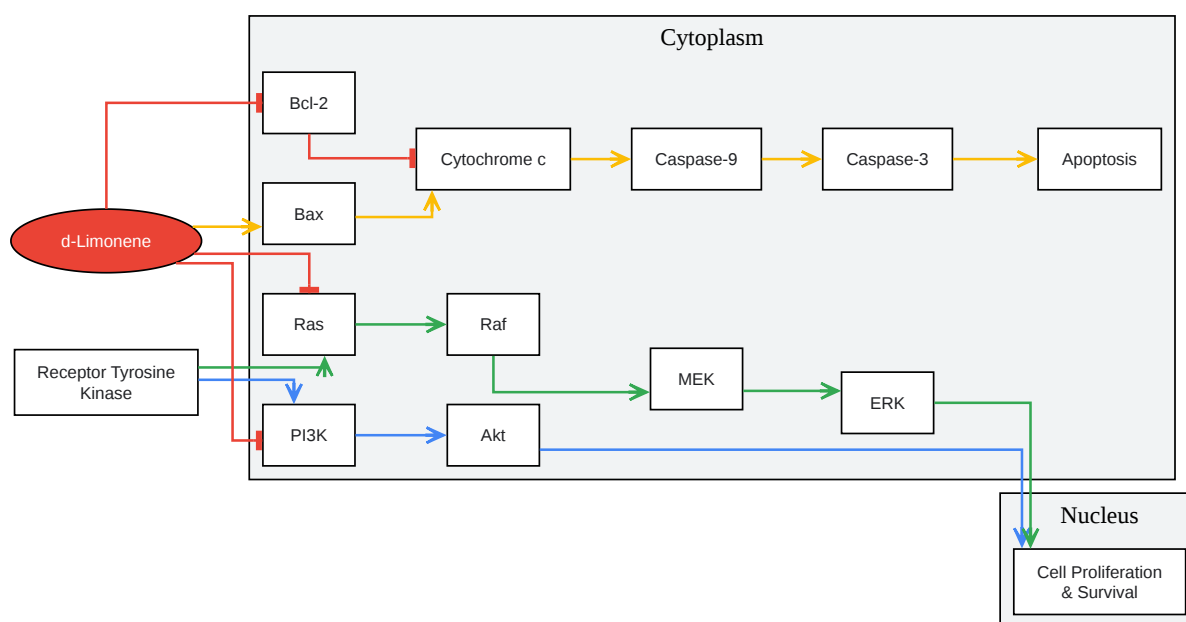 Cytoplasm
Bcl-2
Cytochrome c
Caspase-9
Caspase-3
Apoptosis
Bax
d-Limonene
Ras
Raf
Receptor Tyrosine
Kinase
MEK
ERK
PI3K
Akt
Nucleus
Cell Proliferation
& Survival